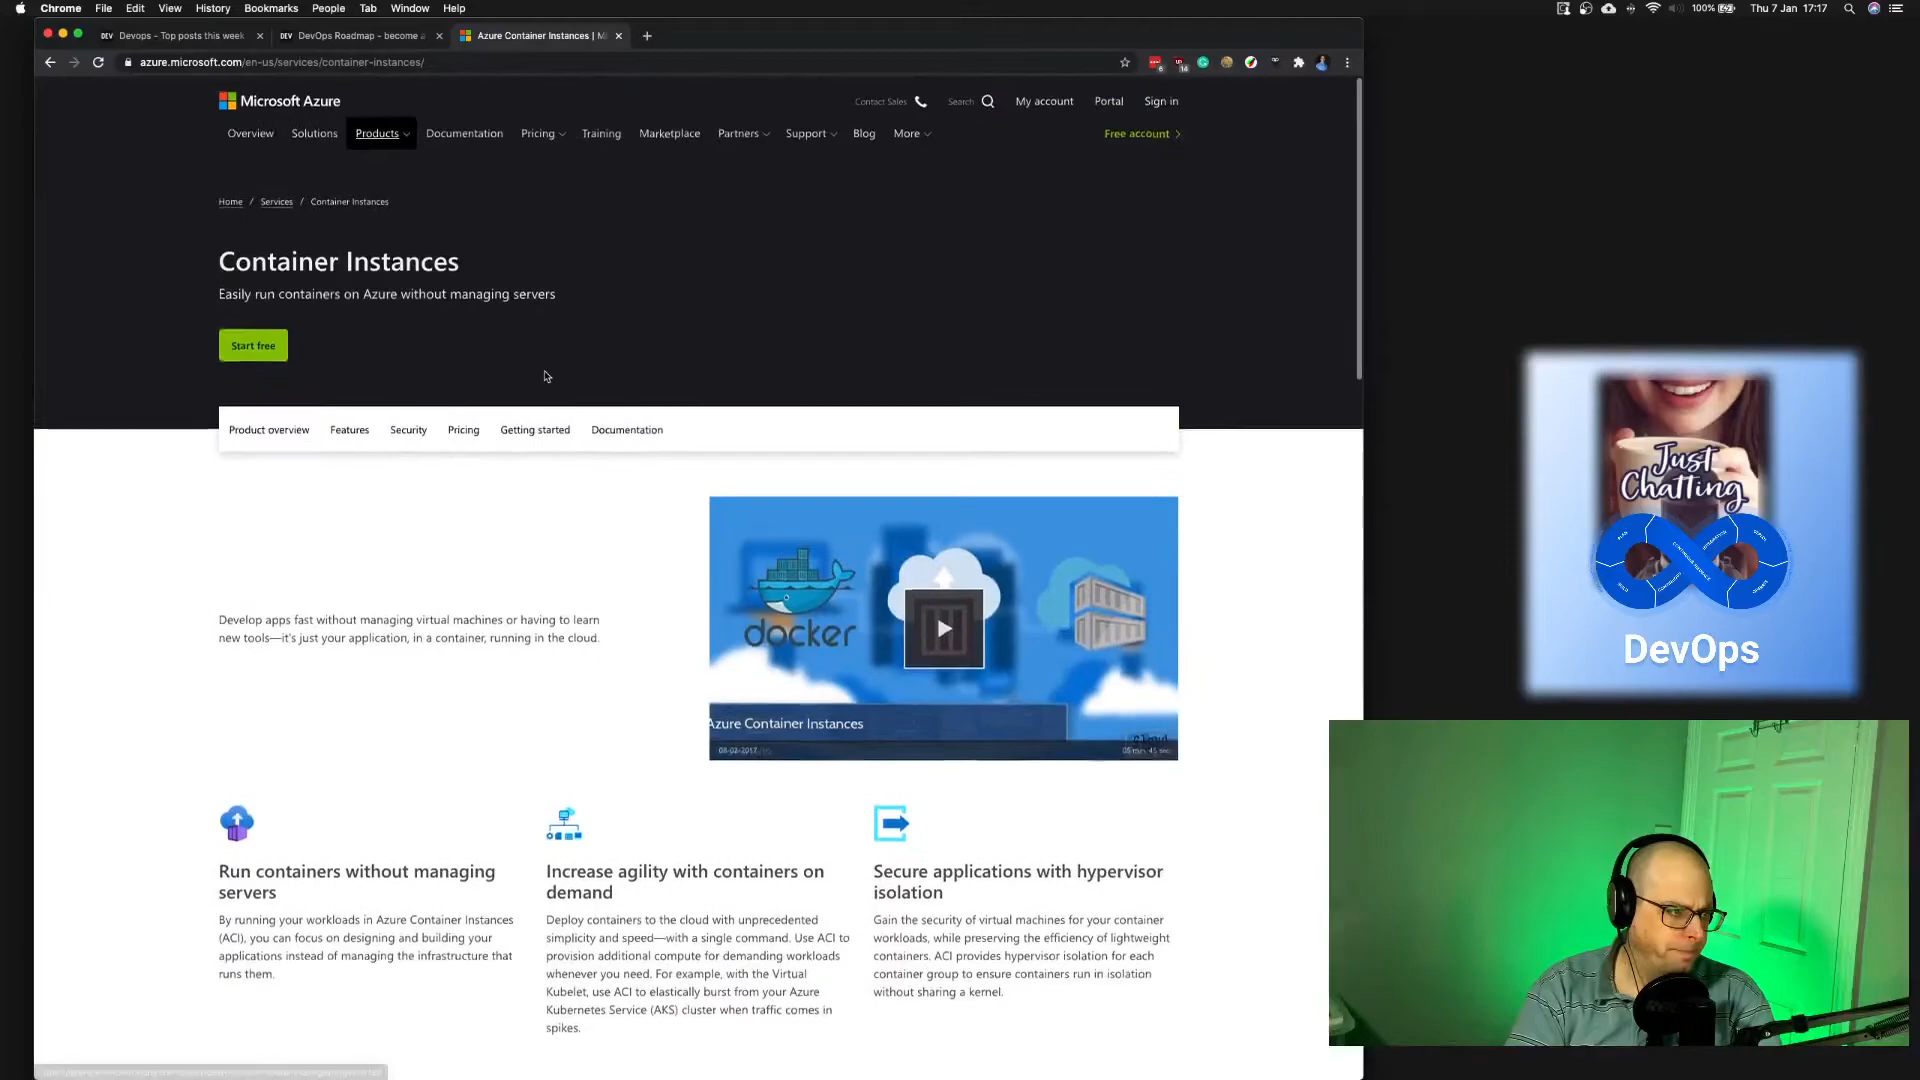 Chrome File Edit View History Bookmarks People Tab Window Help
100% Thu 7 Jan 17:17
Devops - Top posts this week
DevOps Roadmap - become a
Azure Container Instances | Mi
azure.microsoft.com/en-us/services/container-instances/
6
14
Microsoft Azure
Contact Sales
Search
My account
Portal
Sign in
Overview Solutions Products Documentation Pricing Training Marketplace Partners Support Blog More
Free account
Home / Services / Container Instances
Container Instances
Easily run containers on Azure without managing servers
Start free
Product overview Features Security Pricing Getting started Documentation
Develop apps fast without managing virtual machines or having to learn
new tools—it's just your application, in a container, running in the cloud.
docker
Azure Container Instances
08-02-2017
05 min, 45 sec
Run containers without managing
servers
By running your workloads in Azure Container Instances
(ACI), you can focus on designing and building your
applications instead of managing the infrastructure that
runs them.
Increase agility with containers on
demand
Deploy containers to the cloud with unprecedented
simplicity and speed—with a single command. Use ACI to
provision additional compute for demanding workloads
whenever you need. For example, with the Virtual
Kubelet, use ACI to elastically burst from your Azure
Kubernetes Service (AKS) cluster when traffic comes in
spikes.
Secure applications with hypervisor
isolation
Gain the security of virtual machines for your container
workloads, while preserving the efficiency of lightweight
containers. ACI provides hypervisor isolation for each
container group to ensure containers run in isolation
without sharing a kernel.
Just
Chatting
DevOps